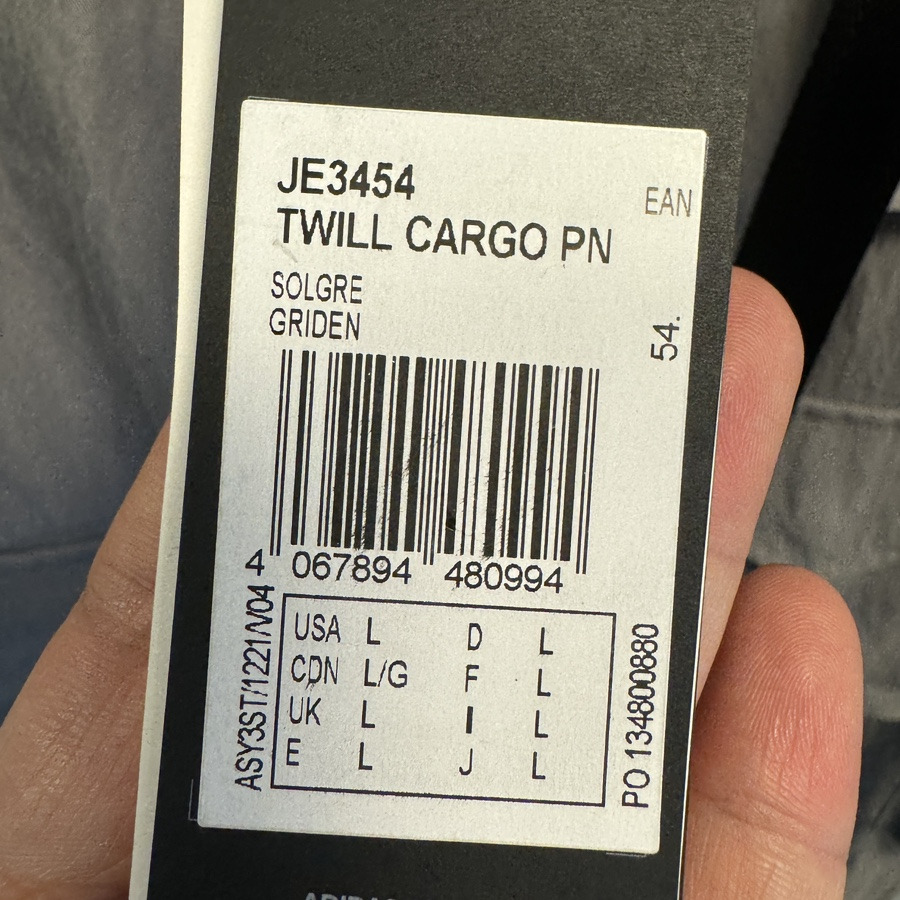 JE3454
EAN
TWILL CARGO PN
SOLGRE
GRIDEN
54.
4 067894 480994
ASY3ST/1221/V04
USA L D L
CDN L/G F L
UK L I L
E L J L
PO 134800880